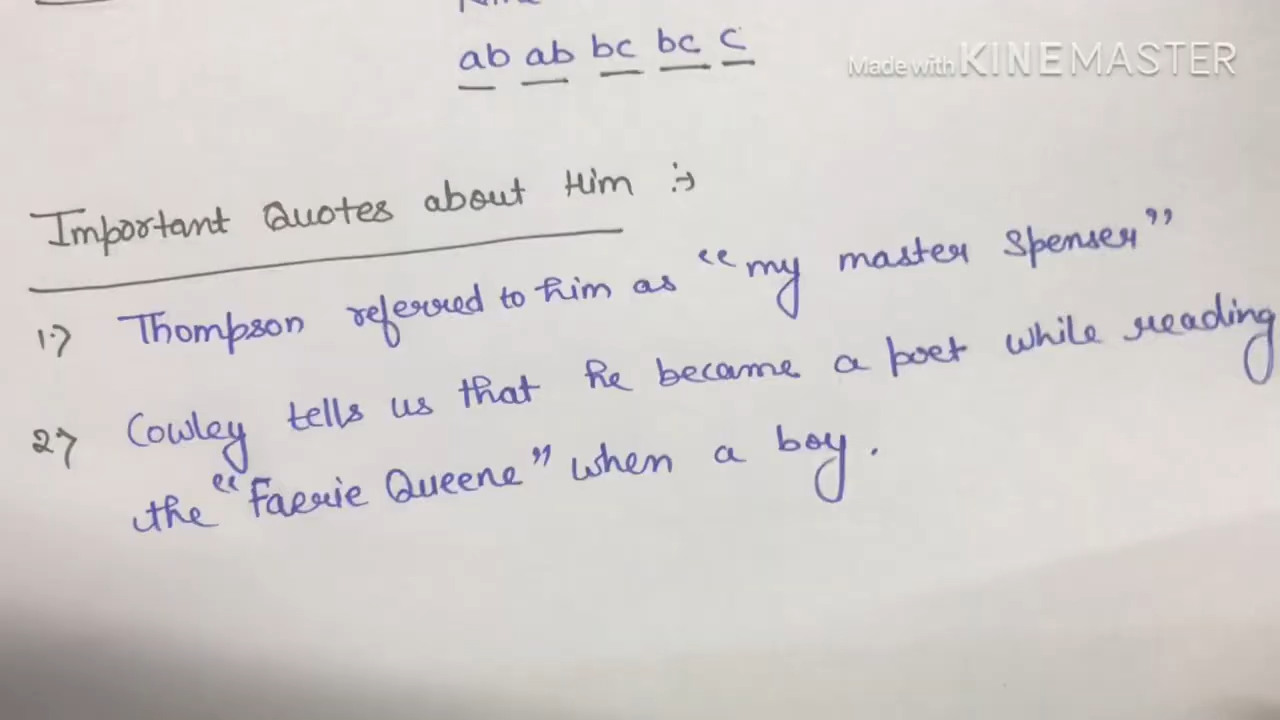 ab ab bc bc c
Made with KINEMASTER
Important Quotes about Him :→
1.> Thompson referred to him as "my master Spenser"
2> Cowley tells us that he became a poet while reading
the "Faerie Queene" when a boy.